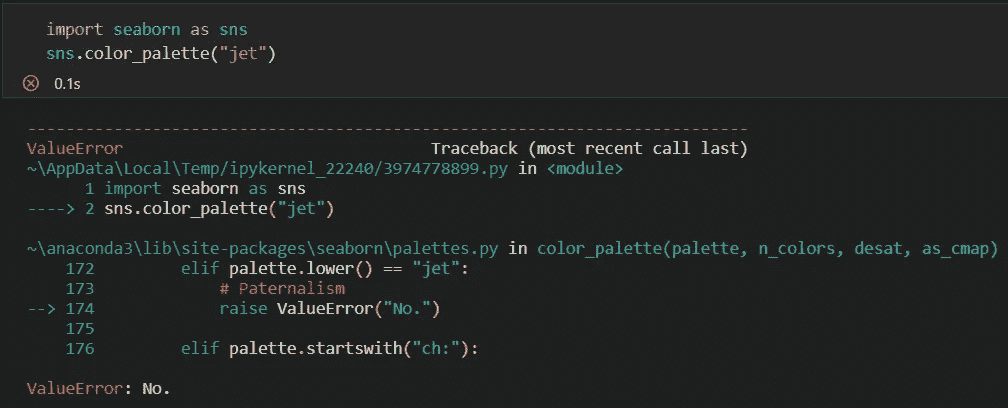 import seaborn as sns
sns.color_palette("jet")
0.1s
---------------------------------------------------------------------------
ValueError                                Traceback (most recent call last)
~\AppData\Local\Temp/ipykernel_22240/3974778899.py in <module>
      1 import seaborn as sns
----> 2 sns.color_palette("jet")
~\anaconda3\lib\site-packages\seaborn\palettes.py in color_palette(palette, n_colors, desat, as_cmap)
    172         elif palette.lower() == "jet":
    173             # Paternalism
--> 174             raise ValueError("No.")
    175
    176         elif palette.startswith("ch:"):
ValueError: No.